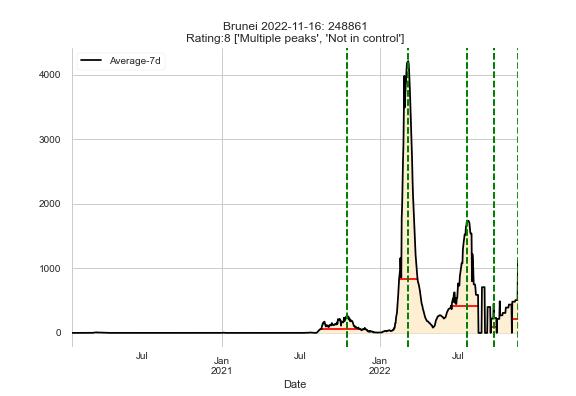 Brunei 2022-11-16: 248861
Rating:8 ['Multiple peaks', 'Not in control']
Average-7d
4000
3000
2000
1000
0
Jul
Jan
2021
Jul
Jan
2022
Jul
Date